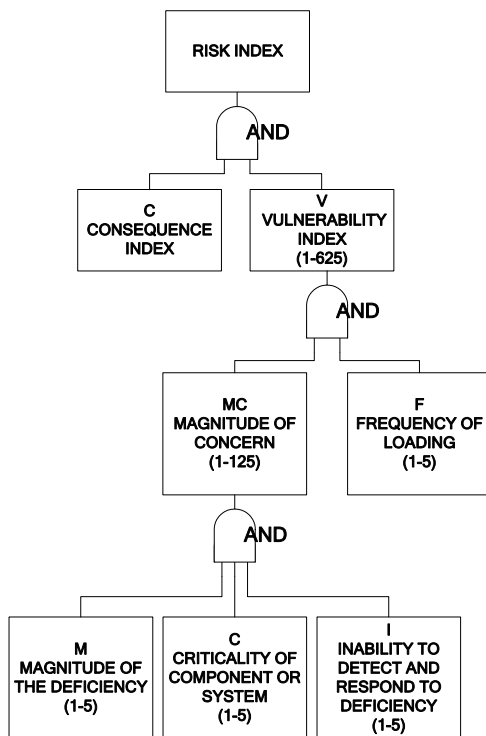 RISK INDEX
AND
C
CONSEQUENCE
INDEX
V
VULNERABILITY
INDEX
(1-625)
AND
MC
MAGNITUDE OF
CONCERN
(1-125)
F
FREQUENCY OF
LOADING
(1-5)
AND
M
MAGNITUDE OF
THE DEFICIENCY
(1-5)
C
CRITICALITY OF
COMPONENT OR
SYSTEM
(1-5)
I
INABILITY TO
DETECT AND
RESPOND TO
DEFICIENCY
(1-5)